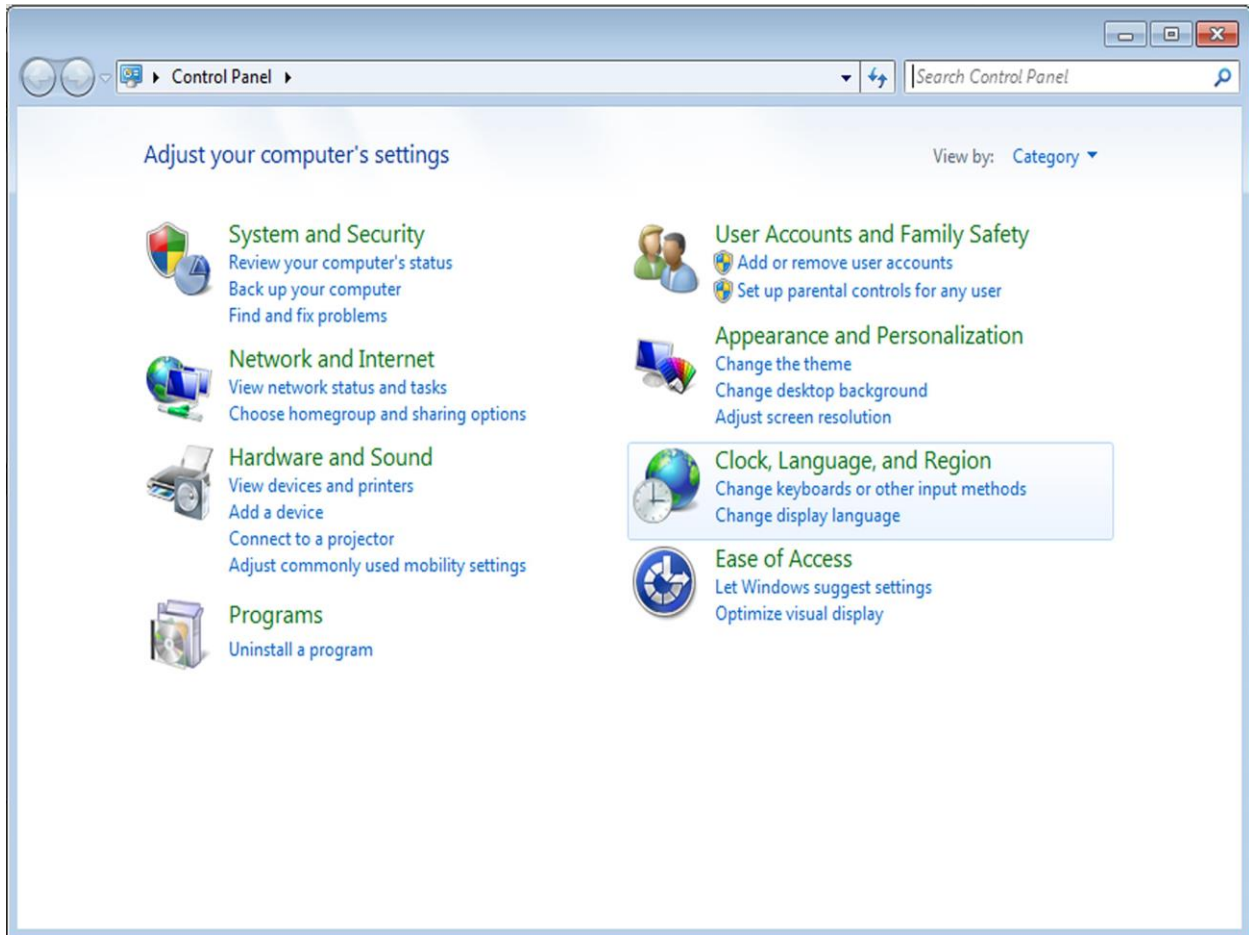 Control Panel
Search Control Panel
Adjust your computer's settings
View by: Category
System and Security
Review your computer's status
Back up your computer
Find and fix problems
Network and Internet
View network status and tasks
Choose homegroup and sharing options
Hardware and Sound
View devices and printers
Add a device
Connect to a projector
Adjust commonly used mobility settings
Programs
Uninstall a program
User Accounts and Family Safety
Add or remove user accounts
Set up parental controls for any user
Appearance and Personalization
Change the theme
Change desktop background
Adjust screen resolution
Clock, Language, and Region
Change keyboards or other input methods
Change display language
Ease of Access
Let Windows suggest settings
Optimize visual display